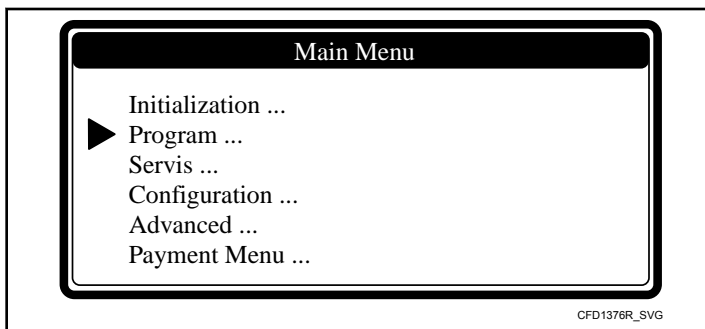 Main Menu
Initialization ...
Program ...
Servis ...
Configuration ...
Advanced ...
Payment Menu ...
CFD1376R_SVG